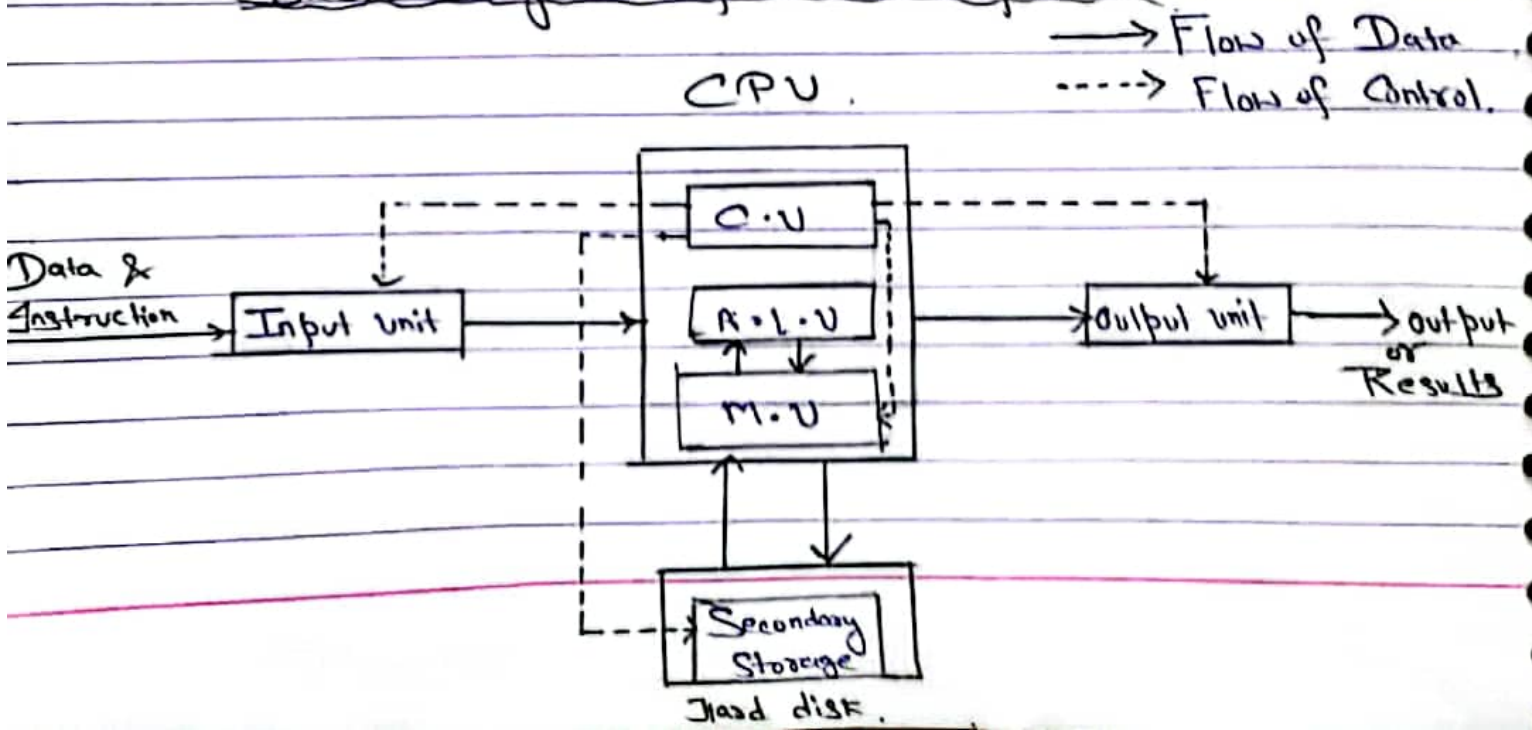 Flow of Data
Flow of Control.
CPU.
C.U
Data &
Instruction
Input unit
A.L.U
Output unit
output
or
Results
M.U
Secondary
Storage
Hard disk.